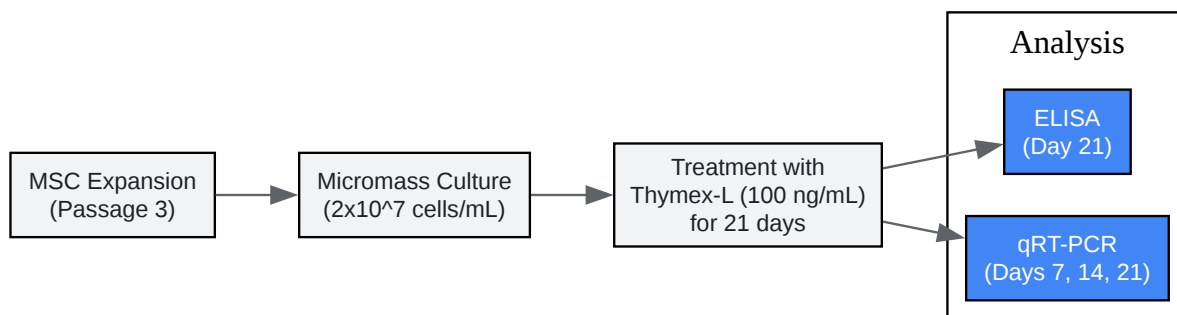 MSC Expansion
(Passage 3)
Micromass Culture
(2x10^7 cells/mL)
Treatment with
Thymex-L (100 ng/mL)
for 21 days
Analysis
ELISA
(Day 21)
qRT-PCR
(Days 7, 14, 21)